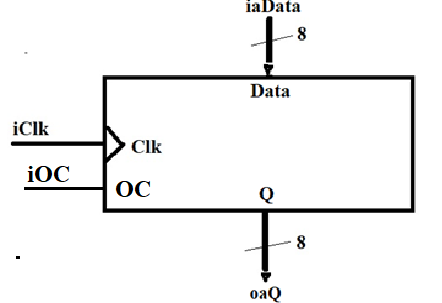 iaData
8
Data
iClk
Clk
iOC
OC
Q
8
oaQ